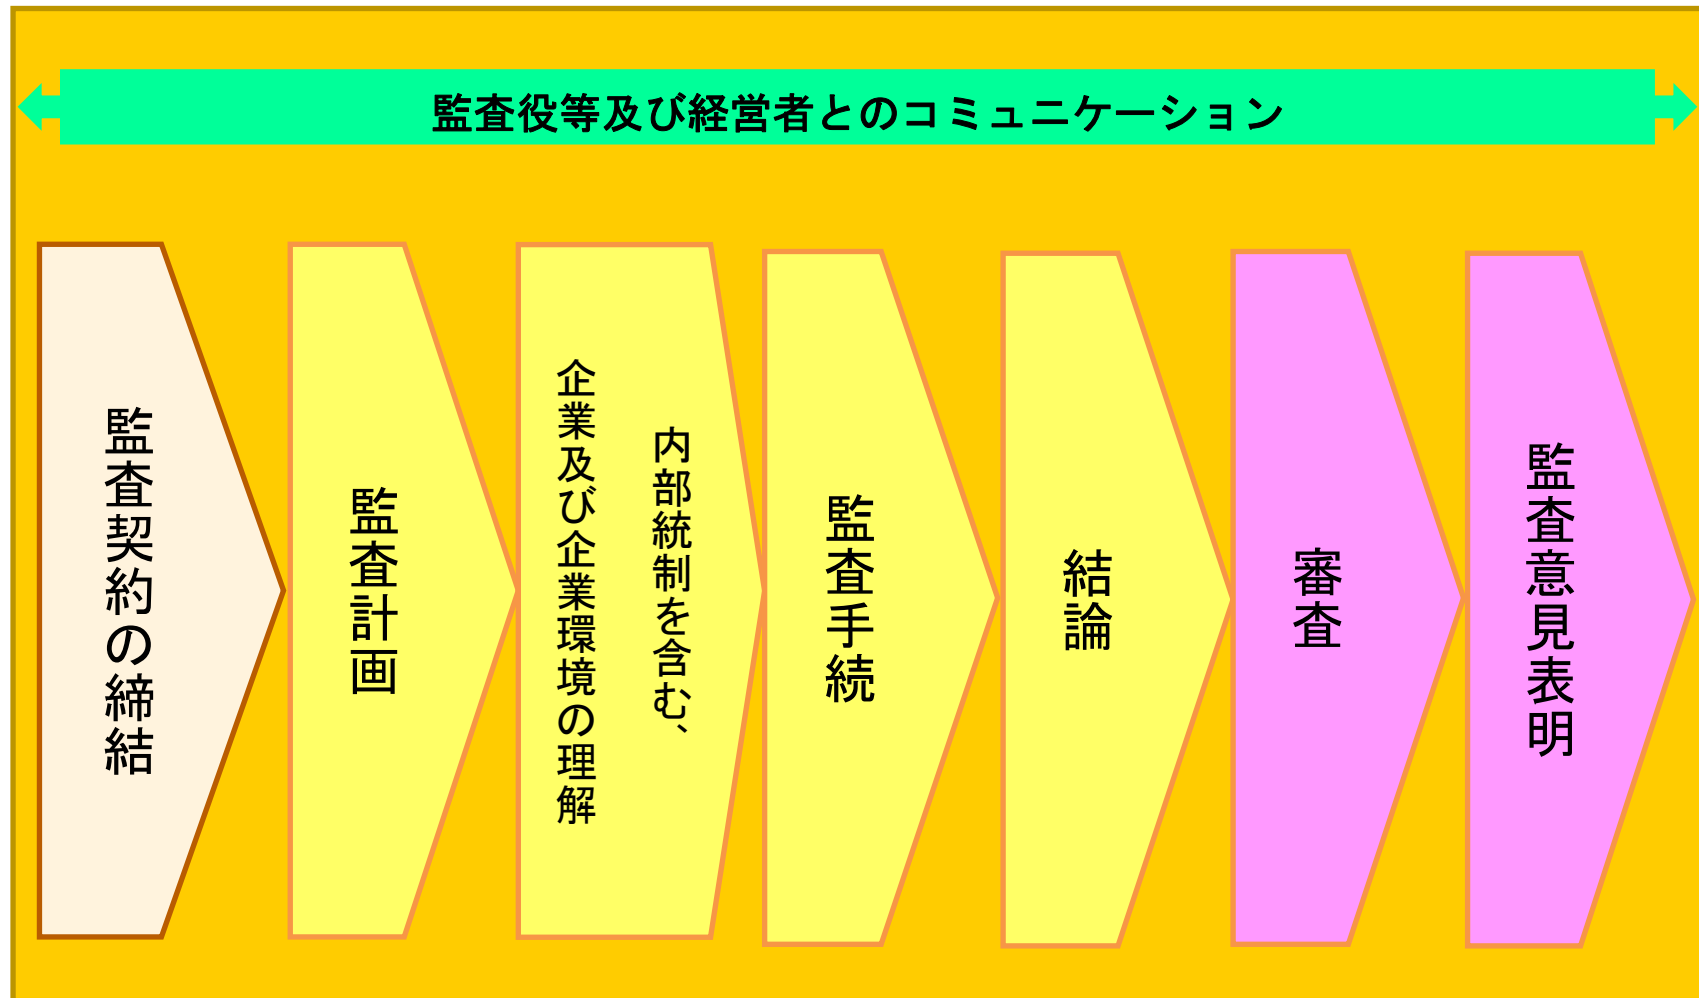 監査役等及び経営者とのコミュニケーション
監査契約の締結
監査計画
内部統制を含む、
企業及び企業環境の理解
監査手続
結論
審査
監査意見表明